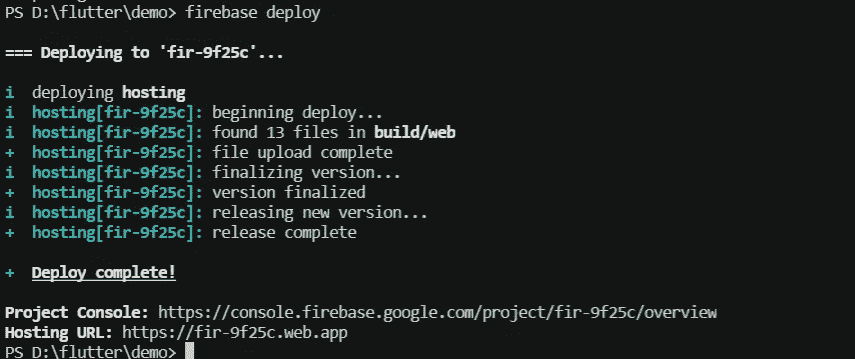 PS D:\flutter\demo> firebase deploy
=== Deploying to 'fir-9f25c'...
i  deploying hosting
i  hosting[fir-9f25c]: beginning deploy...
i  hosting[fir-9f25c]: found 13 files in build/web
+  hosting[fir-9f25c]: file upload complete
i  hosting[fir-9f25c]: finalizing version...
+  hosting[fir-9f25c]: version finalized
i  hosting[fir-9f25c]: releasing new version...
+  hosting[fir-9f25c]: release complete
+  Deploy complete!
Project Console: https://console.firebase.google.com/project/fir-9f25c/overview
Hosting URL: https://fir-9f25c.web.app
PS D:\flutter\demo>